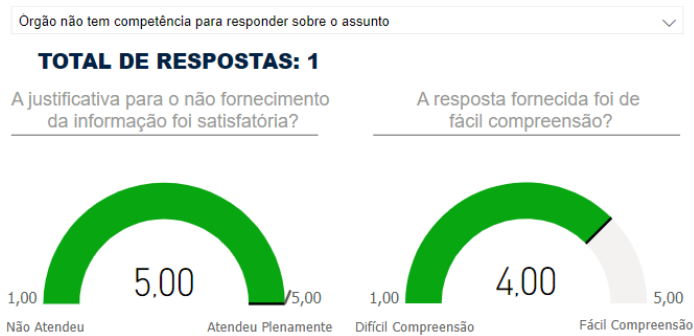 Órgão não tem competência para responder sobre o assunto
TOTAL DE RESPOSTAS: 1
A justificativa para o não fornecimento
da informação foi satisfatória?
A resposta fornecida foi de
fácil compreensão?
5,00
1,00
5,00
Não Atendeu
Atendeu Plenamente
4,00
1,00
5,00
Difícil Compreensão
Fácil Compreensão